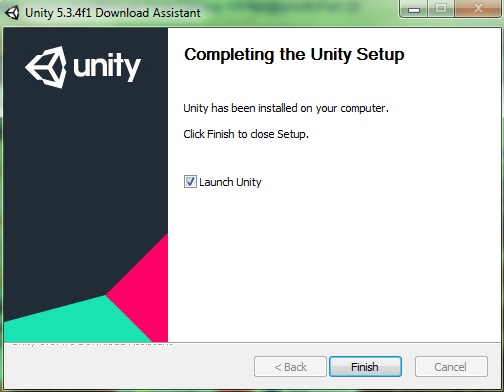 Unity 5.3.4f1 Download Assistant
unity
Completing the Unity Setup
Unity has been installed on your computer.
Click Finish to close Setup.
Launch Unity
< Back
Finish
Cancel